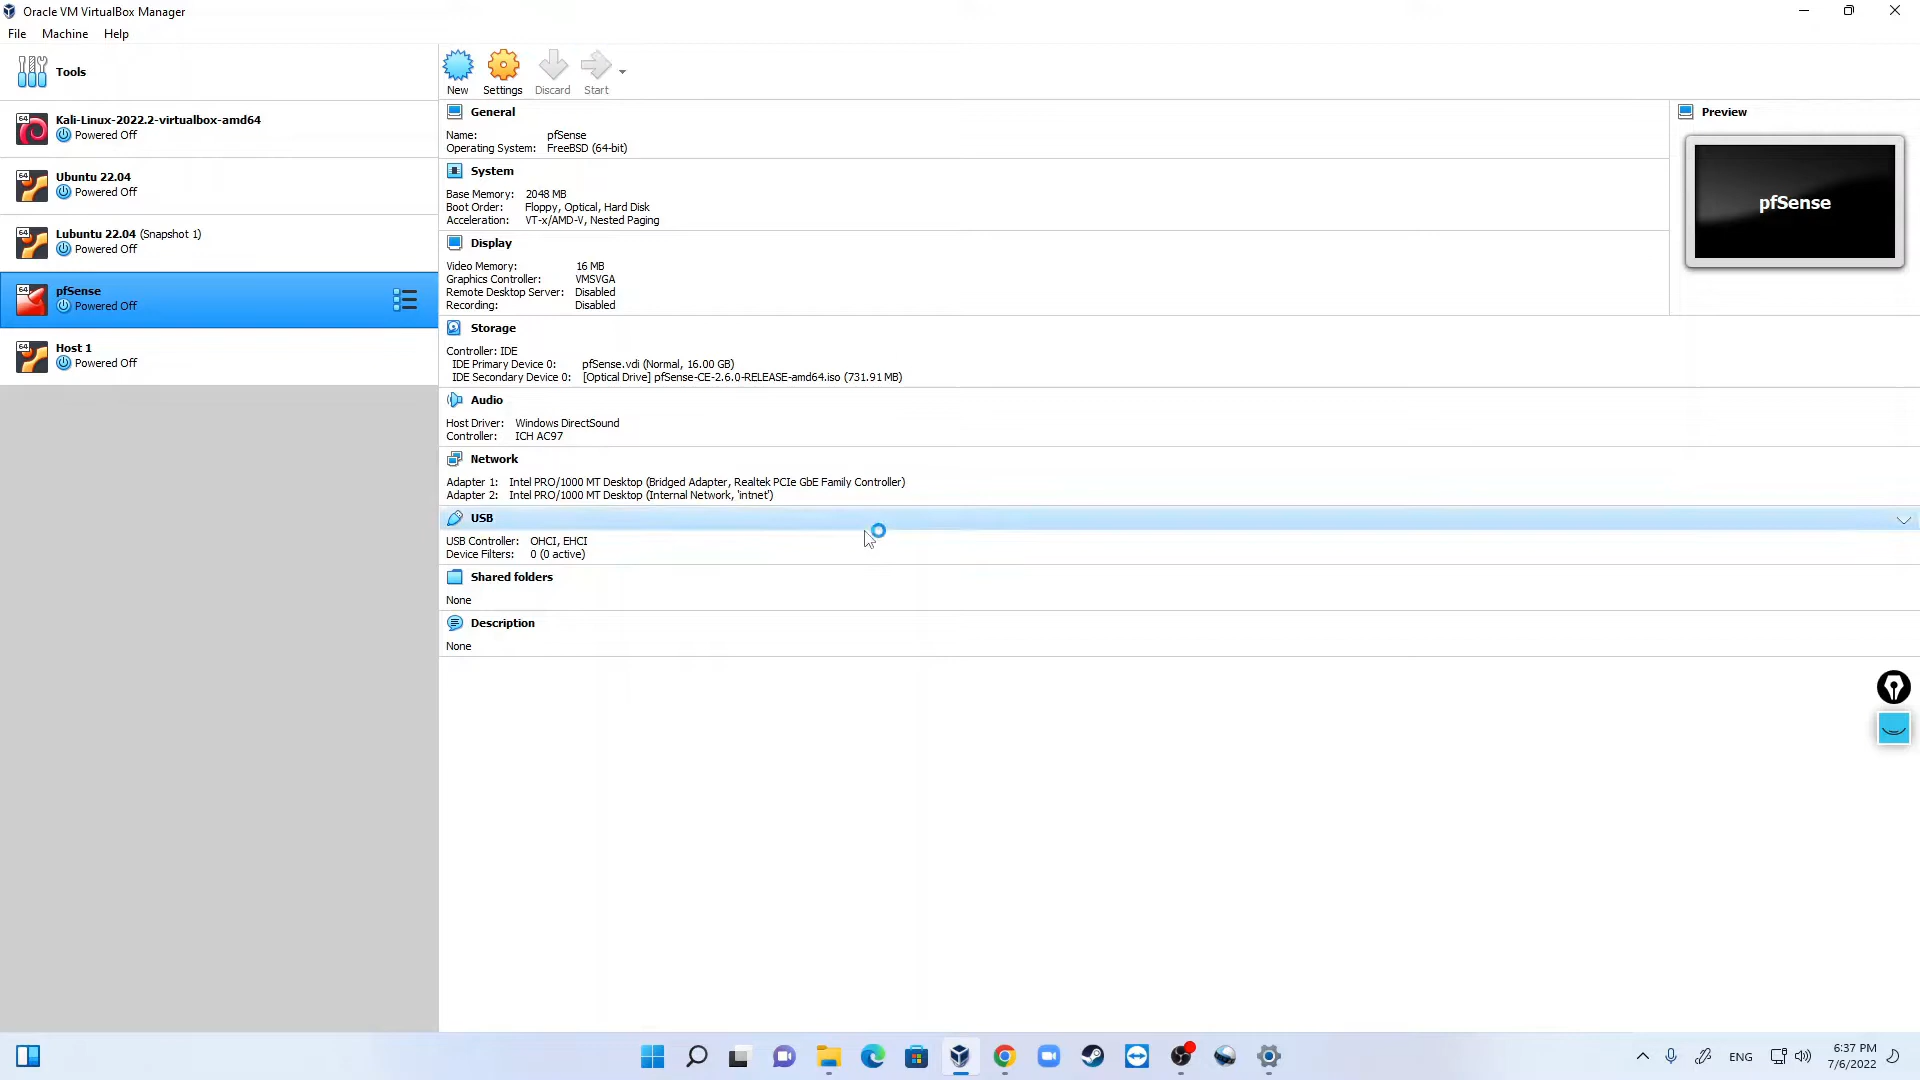 Oracle VM VirtualBox Manager
File Machine Help
Tools
64 Kali-Linux-2022.2-virtualbox-amd64
Powered Off
64 Ubuntu 22.04
Powered Off
64 Lubuntu 22.04 (Snapshot 1)
Powered Off
64 pfSense
Powered Off
64 Host 1
Powered Off
New Settings Discard Start
General
Name: pfSense
Operating System: FreeBSD (64-bit)
System
Base Memory: 2048 MB
Boot Order: Floppy, Optical, Hard Disk
Acceleration: VT-x/AMD-V, Nested Paging
Display
Video Memory: 16 MB
Graphics Controller: VMSVGA
Remote Desktop Server: Disabled
Recording: Disabled
Storage
Controller: IDE
IDE Primary Device 0: pfSense.vdi (Normal, 16.00 GB)
IDE Secondary Device 0: [Optical Drive] pfSense-CE-2.6.0-RELEASE-amd64.iso (731.91 MB)
Audio
Host Driver: Windows DirectSound
Controller: ICH AC97
Network
Adapter 1: Intel PRO/1000 MT Desktop (Bridged Adapter, Realtek PCIe GbE Family Controller)
Adapter 2: Intel PRO/1000 MT Desktop (Internal Network, 'intnet')
USB
USB Controller: OHCI, EHCI
Device Filters: 0 (0 active)
Shared folders
None
Description
None
Preview
pfSense
ENG
6:37 PM
7/6/2022